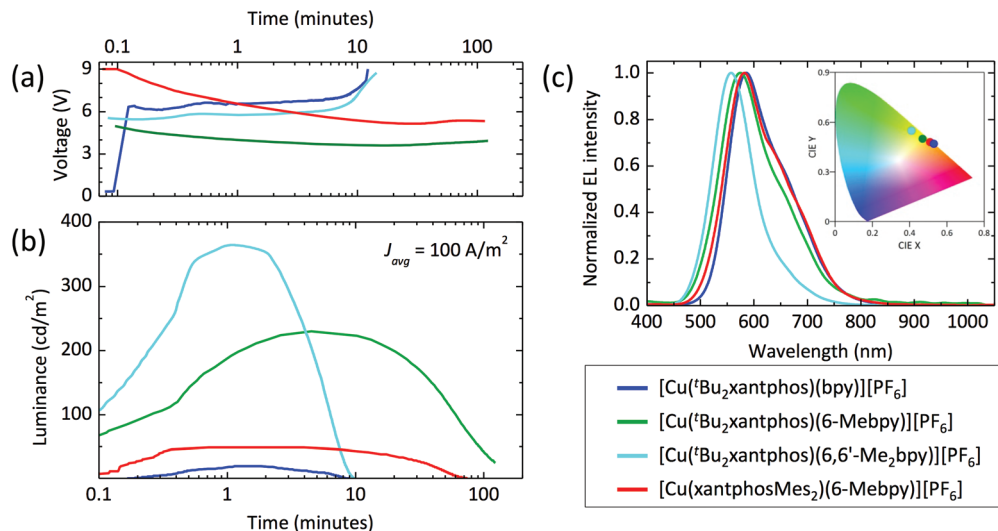 Time (minutes)
0.1 1 10 100
(a)
9
6
3
0
Voltage (V)
(b)
400
300
200
100
Luminance (cd/m²)
J_avg = 100 A/m²
0.1 1 10 100
Time (minutes)
(c)
1.0
0.8
0.6
0.4
0.2
0.0
Normalized EL intensity
0.9
0.6
0.3
0
CIE Y
0 0.2 0.4 0.6 0.8
CIE X
400 500 600 700 800 900 1000
Wavelength (nm)
[Cu(ᵗBu₂xantphos)(bpy)][PF₆]
[Cu(ᵗBu₂xantphos)(6-Mebpy)][PF₆]
[Cu(ᵗBu₂xantphos)(6,6'-Me₂bpy)][PF₆]
[Cu(xantphosMes₂)(6-Mebpy)][PF₆]